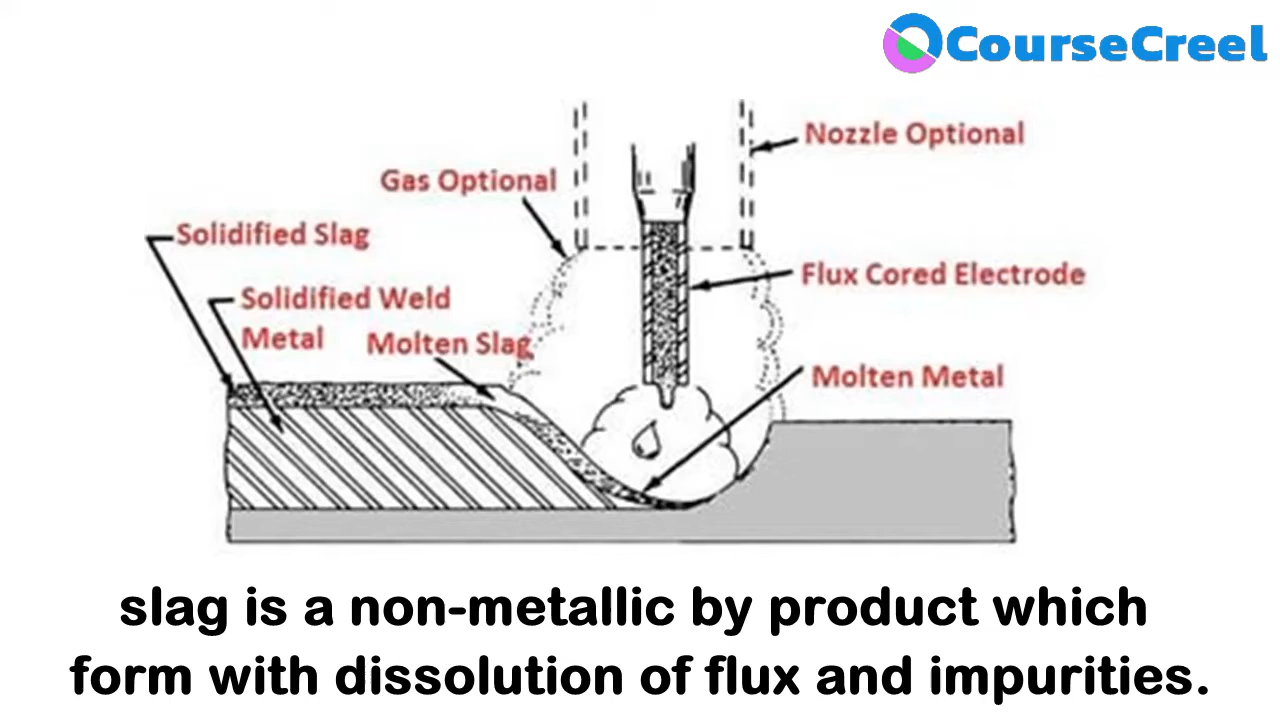 CourseCreel
Nozzle Optional
Gas Optional
Solidified Slag
Flux Cored Electrode
Solidified Weld
Metal
Molten Slag
Molten Metal
slag is a non-metallic by product which
form with dissolution of flux and impurities.